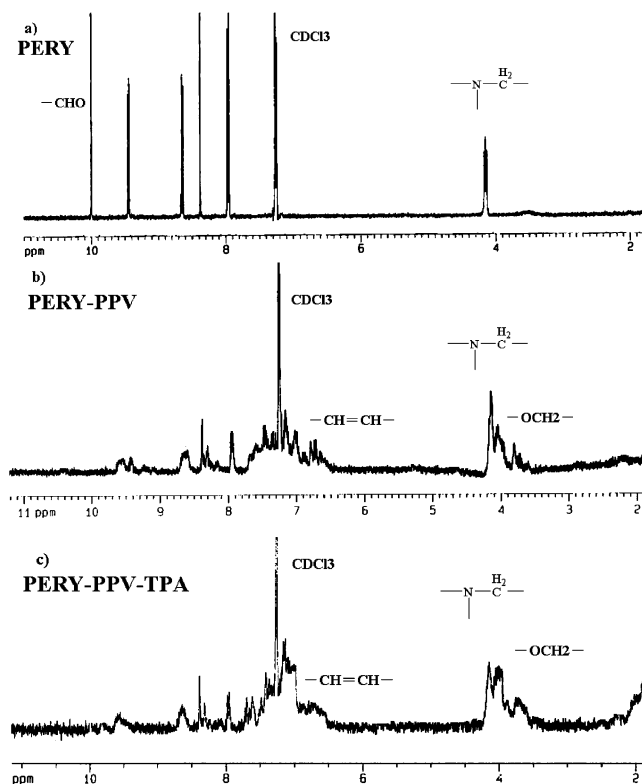 a)
PERY
CDCl3
H2
—N—C—
—CHO
ppm 10 8 6 4 2
b)
PERY-PPV
CDCl3
H2
—N—C—
—CH=CH—
—OCH2—
11 ppm 10 9 8 7 6 5 4 3 2
c)
PERY-PPV-TPA
CDCl3
H2
—N—C—
—OCH2—
—CH=CH—
ppm 10 8 6 4 2